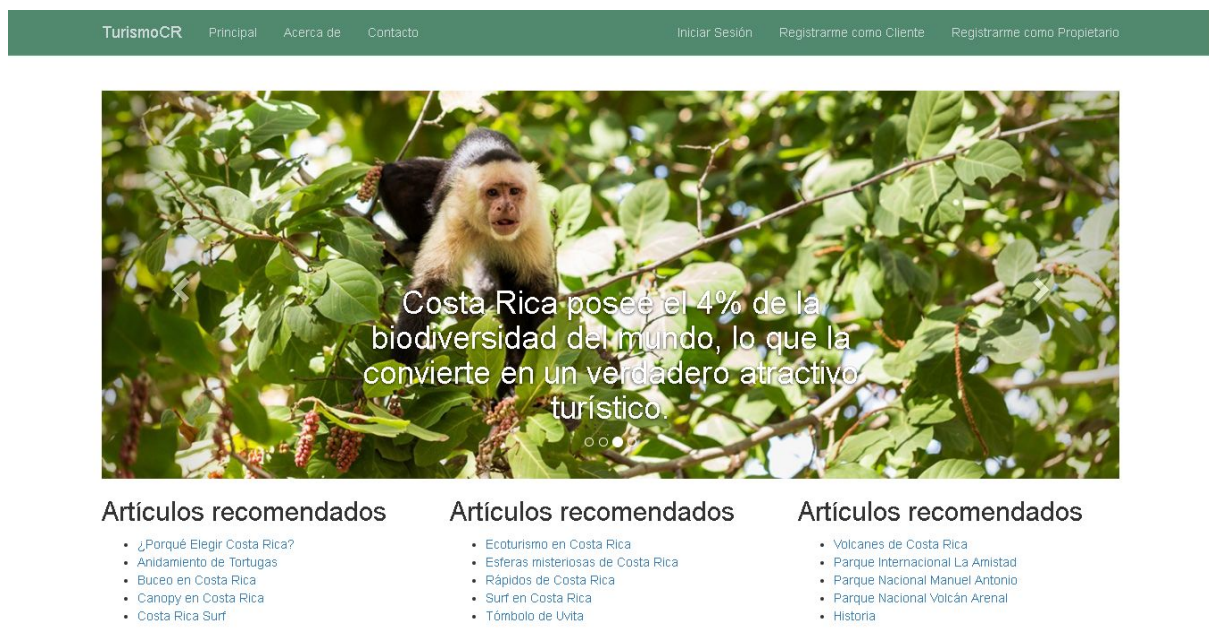 TurismoCR Principal Acerca de Contacto Iniciar Sesión Registrarme como Cliente Registrarme como Propietario
Costa Rica posee el 4% de la
biodiversidad del mundo, lo que la
convierte en un verdadero atractivo
turístico.
Artículos recomendados
¿Porqué Elegir Costa Rica?
Anidamiento de Tortugas
Buceo en Costa Rica
Canopy en Costa Rica
Costa Rica Surf
Artículos recomendados
Ecoturismo en Costa Rica
Esferas misteriosas de Costa Rica
Rápidos de Costa Rica
Surf en Costa Rica
Tómbolo de Uvita
Artículos recomendados
Volcanes de Costa Rica
Parque Internacional La Amistad
Parque Nacional Manuel Antonio
Parque Nacional Volcán Arenal
Historia